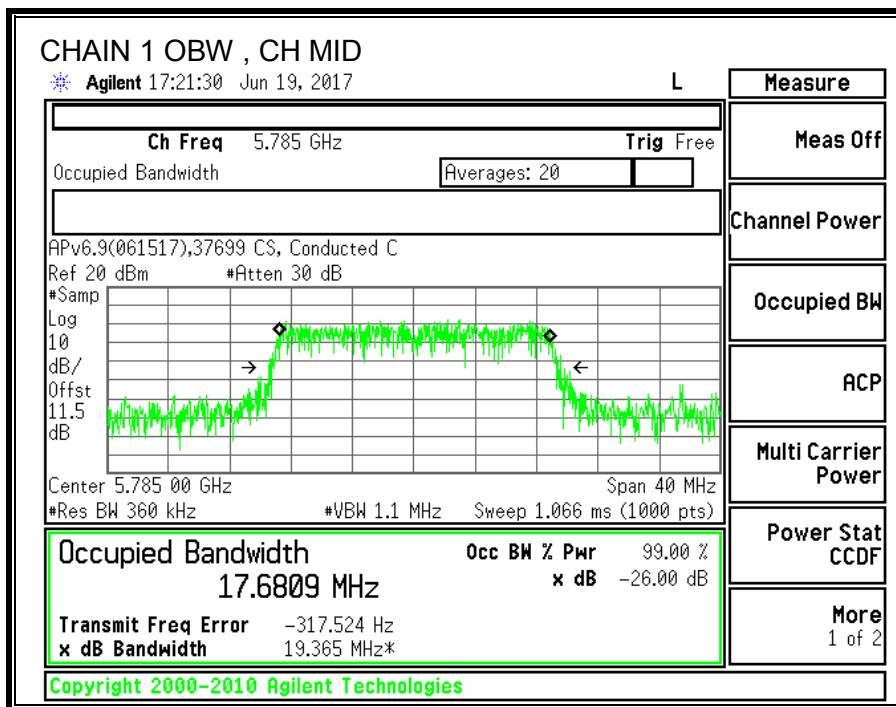 CHAIN 1 OBW , CH MID
Agilent 17:21:30 Jun 19, 2017 L
Measure
Ch Freq 5.785 GHz Trig Free
Occupied Bandwidth Averages: 20
APv6.9(061517),37699 CS, Conducted C
Ref 20 dBm #Atten 30 dB
#Samp
Log
10
dB/
Offst
11.5
dB
Center 5.785 00 GHz Span 40 MHz
#Res BW 360 kHz #VBW 1.1 MHz Sweep 1.066 ms (1000 pts)
Occupied Bandwidth Occ BW % Pwr 99.00 %
17.6809 MHz x dB -26.00 dB
Transmit Freq Error -317.524 Hz
x dB Bandwidth 19.365 MHz*
Copyright 2000-2010 Agilent Technologies
Meas Off
Channel Power
Occupied BW
ACP
Multi Carrier
Power
Power Stat
CCDF
More
1 of 2